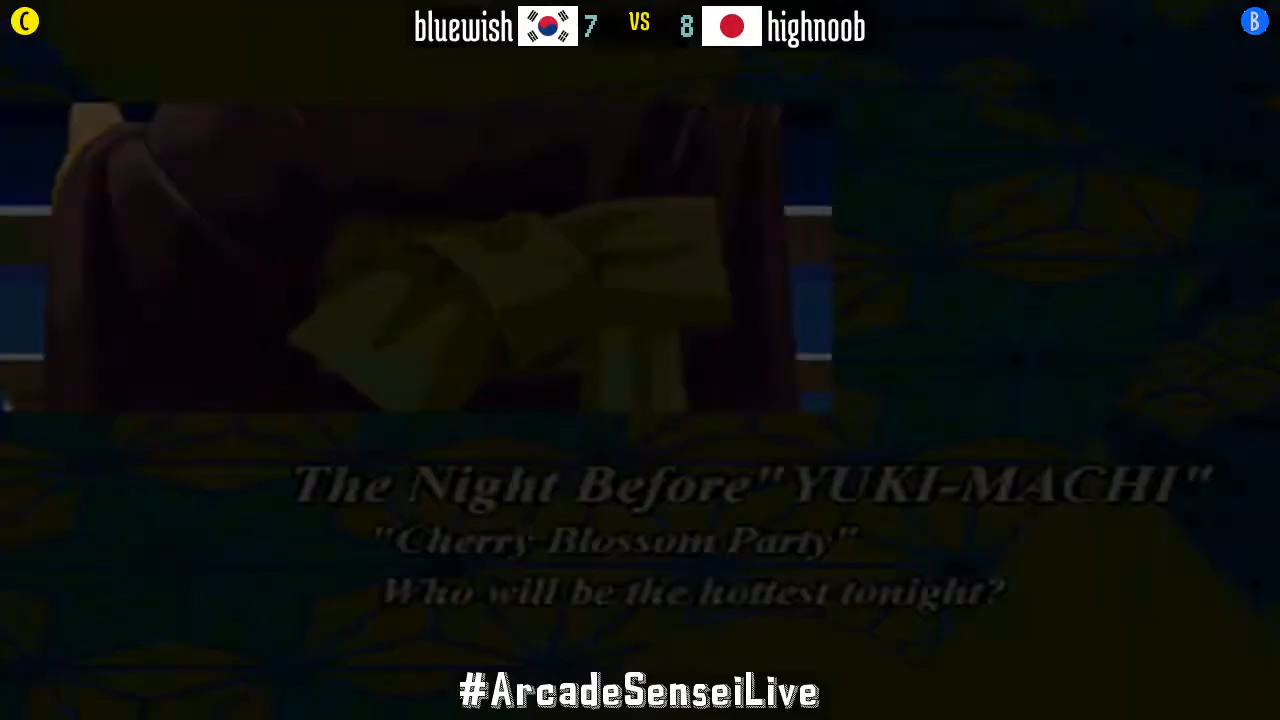 C
bluewish 7 VS 8 highnoob
B
The Night Before"YUKI-MACHI"
"Cherry-Blossom Party"
Who will be the hottest tonight?
#ArcadeSenseiLive